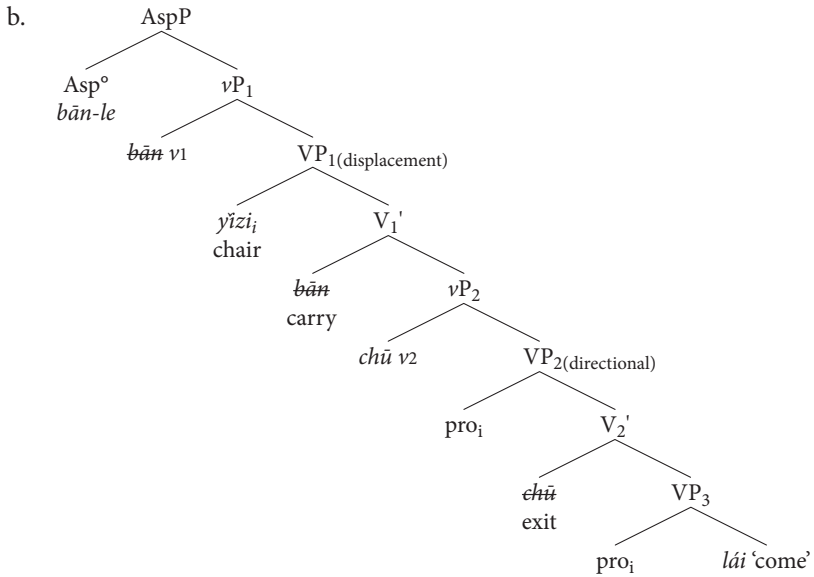 b.
AspP
Asp° vP1
bān-le
bān v1 VP1(displacement)
yǐzii V1'
chair
bān vP2
carry
chū v2 VP2(directional)
proi V2'
chū VP3
exit
proi lái ‘come’